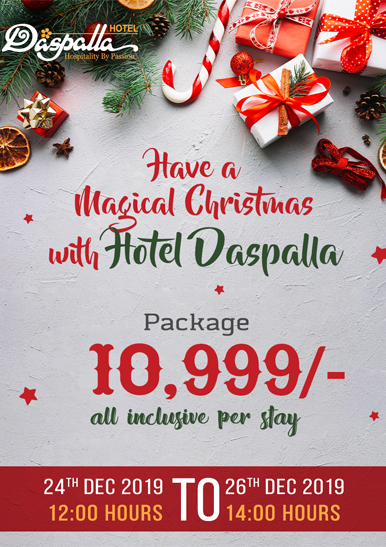 HOTEL
Daspalla
Hospitality By Passion
Have a
Magical Christmas
with Hotel Daspalla
Package
10,999/-
all inclusive per stay
24TH DEC 2019 TO 26TH DEC 2019
12:00 HOURS 14:00 HOURS